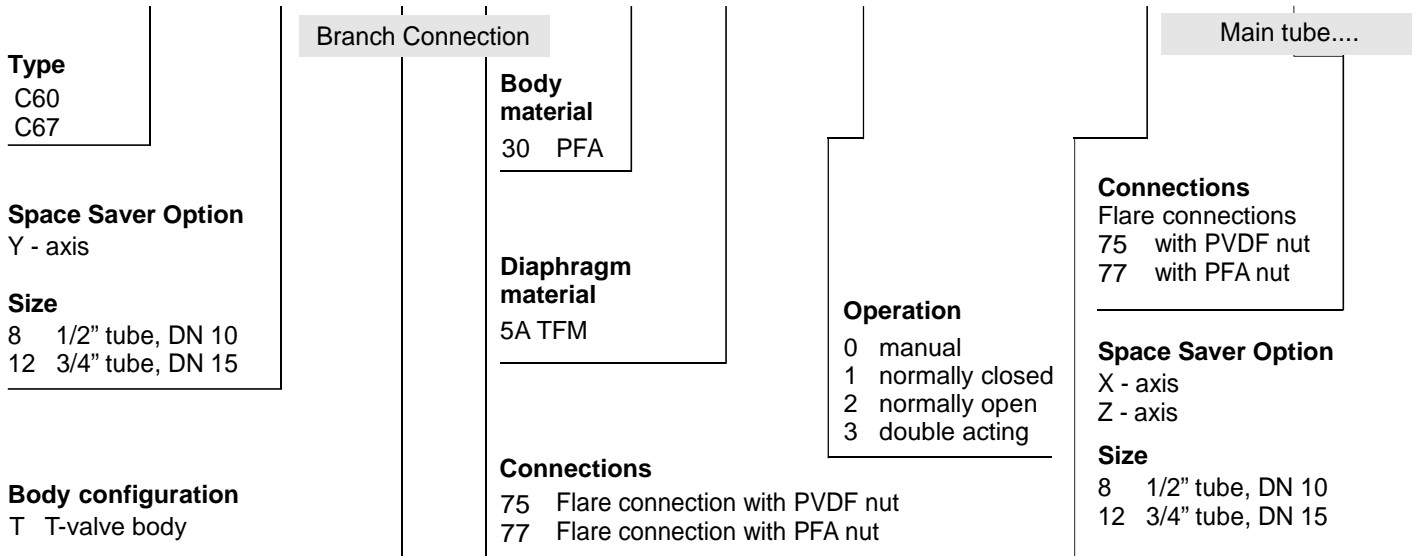 Branch Connection
Main tube....
Type
C60
C67
Space Saver Option
Y - axis
Size
8 1/2” tube, DN 10
12 3/4” tube, DN 15
Body configuration
T T-valve body
Body
material
30 PFA
Diaphragm
material
5A TFM
Connections
75 Flare connection with PVDF nut
77 Flare connection with PFA nut
Operation
0 manual
1 normally closed
2 normally open
3 double acting
Connections
Flare connections
75 with PVDF nut
77 with PFA nut
Space Saver Option
X - axis
Z - axis
Size
8 1/2” tube, DN 10
12 3/4” tube, DN 15